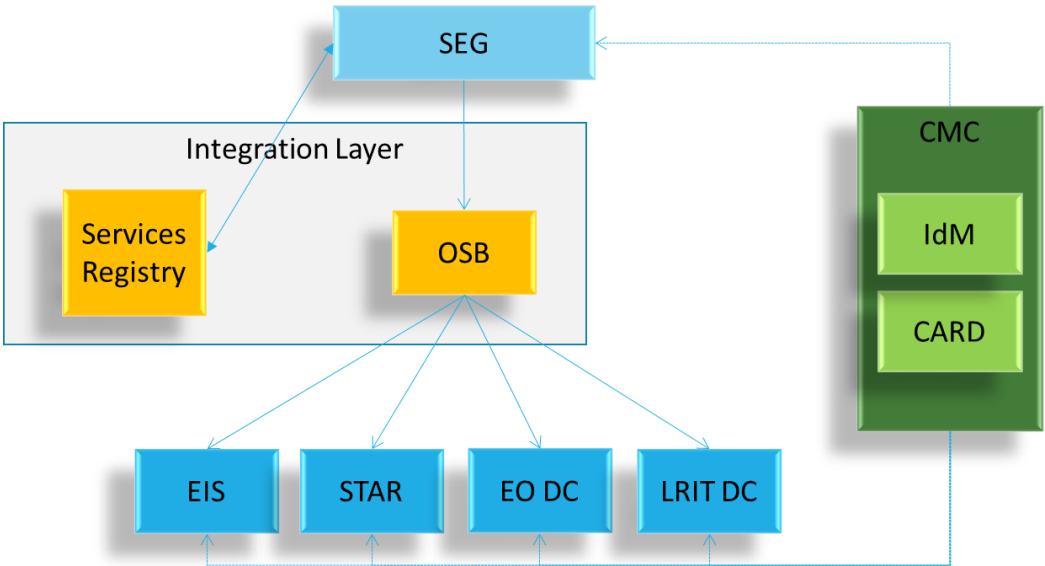 SEG
CMC
Integration Layer
Services
Registry
OSB
IdM
CARD
EIS
STAR
EO DC
LRIT DC